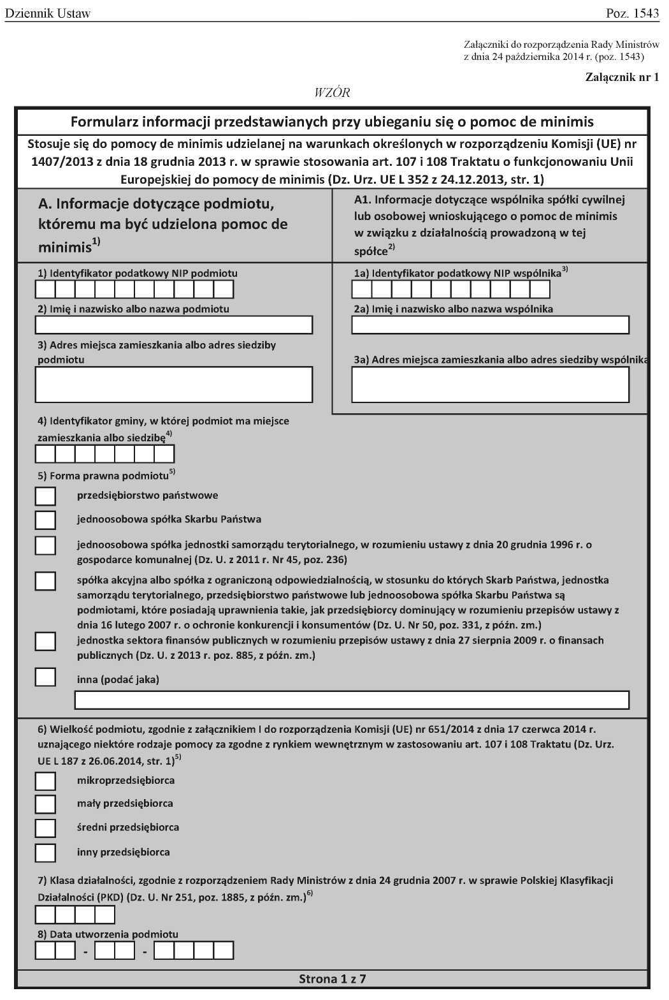 Dziennik Ustaw
Poz. 1543
Załączniki do rozporządzenia Rady Ministrów
z dnia 24 października 2014 r. (poz. 1543)
Załącznik nr 1
WZÓR
Formularz informacji przedstawianych przy ubieganiu się o pomoc de minimis
Stosuje się do pomocy de minimis udzielanej na warunkach określonych w rozporządzeniu Komisji (UE) nr
1407/2013 z dnia 18 grudnia 2013 r. w sprawie stosowania art. 107 i 108 Traktatu o funkcjonowaniu Unii
Europejskiej do pomocy de minimis (Dz. Urz. UE L 352 z 24.12.2013, str. 1)
A. Informacje dotyczące podmiotu,
któremu ma być udzielona pomoc de
minimis1)
A1. Informacje dotyczące wspólnika spółki cywilnej
lub osobowej wnioskującego o pomoc de minimis
w związku z działalnością prowadzoną w tej
spółce2)
1) Identyfikator podatkowy NIP podmiotu
1a) Identyfikator podatkowy NIP wspólnika3)
2) Imię i nazwisko albo nazwa podmiotu
2a) Imię i nazwisko albo nazwa wspólnika
3) Adres miejsca zamieszkania albo adres siedziby
podmiotu
3a) Adres miejsca zamieszkania albo adres siedziby wspólnika
4) Identyfikator gminy, w której podmiot ma miejsce
zamieszkania albo siedzibę4)
5) Forma prawna podmiotu5)
przedsiębiorstwo państwowe
jednoosobowa spółka Skarbu Państwa
jednoosobowa spółka jednostki samorządu terytorialnego, w rozumieniu ustawy z dnia 20 grudnia 1996 r. o
gospodarce komunalnej (Dz. U. z 2011 r. Nr 45, poz. 236)
spółka akcyjna albo spółka z ograniczoną odpowiedzialnością, w stosunku do których Skarb Państwa, jednostka
samorządu terytorialnego, przedsiębiorstwo państwowe lub jednoosobowa spółka Skarbu Państwa są
podmiotami, które posiadają uprawnienia takie, jak przedsiębiorcy dominujący w rozumieniu przepisów ustawy z
dnia 16 lutego 2007 r. o ochronie konkurencji i konsumentów (Dz. U. Nr 50, poz. 331, z późn. zm.)
jednostka sektora finansów publicznych w rozumieniu przepisów ustawy z dnia 27 sierpnia 2009 r. o finansach
publicznych (Dz. U. z 2013 r. poz. 885, z późn. zm.)
inna (podać jaka)
6) Wielkość podmiotu, zgodnie z załącznikiem I do rozporządzenia Komisji (UE) nr 651/2014 z dnia 17 czerwca 2014 r.
uznającego niektóre rodzaje pomocy za zgodne z rynkiem wewnętrznym w zastosowaniu art. 107 i 108 Traktatu (Dz. Urz.
UE L 187 z 26.06.2014, str. 1)5)
mikroprzedsiębiorca
mały przedsiębiorca
średni przedsiębiorca
inny przedsiębiorca
7) Klasa działalności, zgodnie z rozporządzeniem Rady Ministrów z dnia 24 grudnia 2007 r. w sprawie Polskiej Klasyfikacji
Działalności (PKD) (Dz. U. Nr 251, poz. 1885, z późn. zm.)6)
8) Data utworzenia podmiotu
- -
Strona 1 z 7